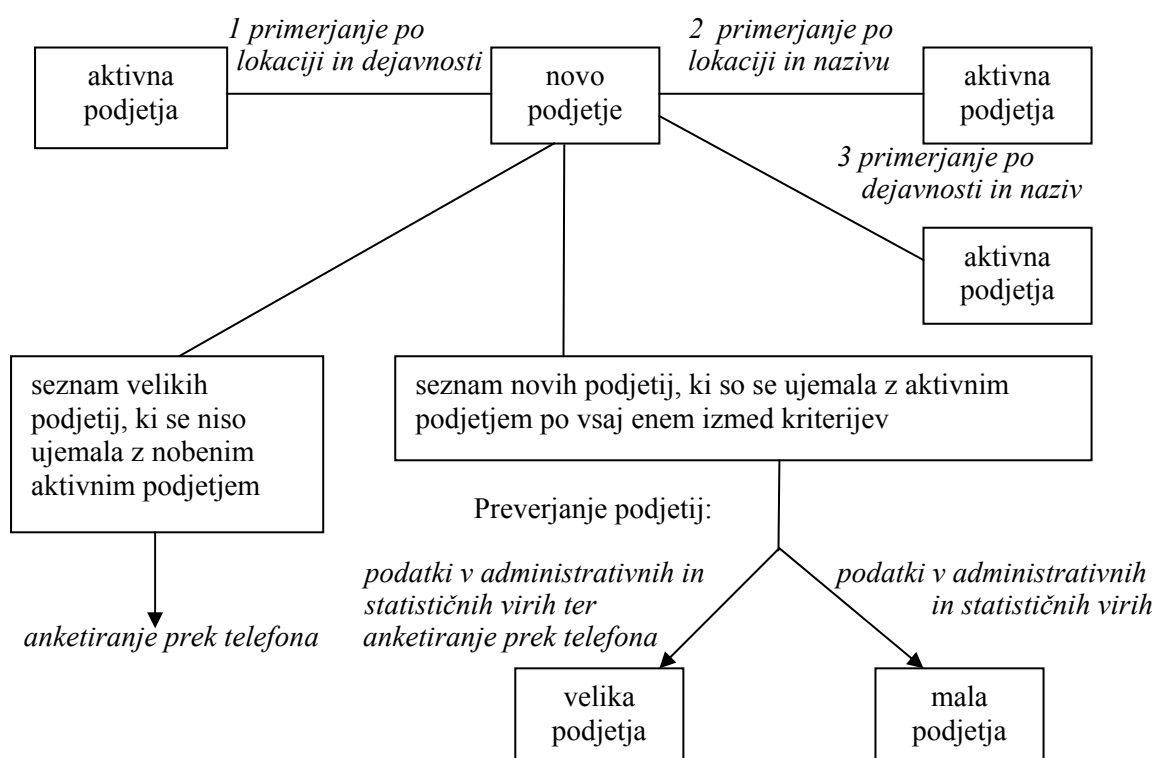 1 primerjanje po
lokaciji in dejavnosti
2 primerjanje po
lokaciji in nazivu
aktivna
podjetja
novo
podjetje
aktivna
podjetja
3 primerjanje po
dejavnosti in naziv
aktivna
podjetja
seznam velikih
podjetij, ki se niso
ujemala z nobenim
aktivnim podjetjem
seznam novih podjetij, ki so se ujemala z aktivnim
podjetjem po vsaj enem izmed kriterijev
Preverjanje podjetij:
anketiranje prek telefona
podatki v administrativnih in
statističnih virih ter
anketiranje prek telefona
podatki v administrativnih
in statističnih virih
velika
podjetja
mala
podjetja